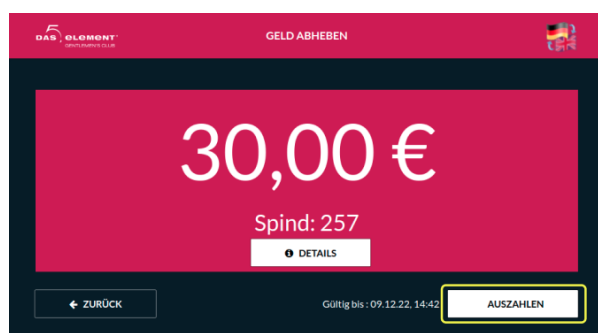 DAS 5 ELEMENT
GENTLEMEN'S CLUB
GELD ABHEBEN
30,00 €
Spind: 257
DETAILS
ZURÜCK
Gültig bis : 09.12.22, 14:42
AUSZAHLEN